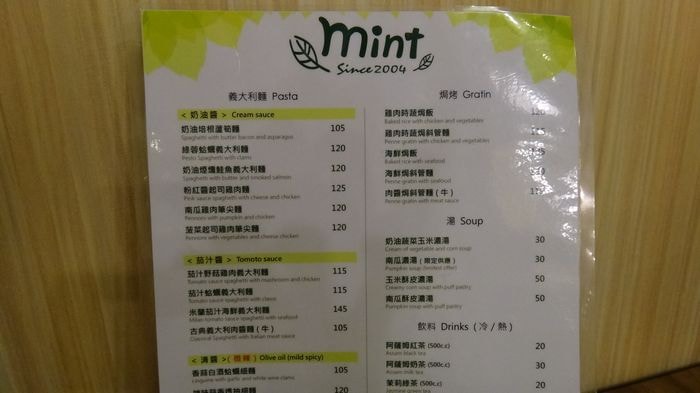 mint
Since 2004
義大利麵 Pasta
< 奶油醬 > Cream sauce
奶油培根蘆筍麵 105
Spaghetti with butter bacon and asparagus
綠蓉蛤蠣義大利麵 120
Pesto Spaghetti with clams
奶油煙燻鮭魚義大利麵 120
Spaghetti with butter and smoked salmon
粉紅醬起司雞肉麵 125
Pink sauce spaghetti with cheese and chicken
南瓜雞肉筆尖麵 120
Pennons with pumpkin and chicken
菠菜起司雞肉筆尖麵 120
Pennons with vegetables and cheese chicken
< 茄汁醬 > Tomoto sauce
茄汁野菇雞肉義大利麵 115
Tomato sauce spaghetti with mushroom and chicken
茄汁蛤蠣義大利麵 115
Tomato sauce spaghetti with clams
米蘭茄汁海鮮義大利麵 145
Milan tomato sauce spaghetti with seafood
古典義大利肉醬麵 ( 牛 ) 105
Classical Spaghetti with Italian meat sauce
< 清醬 > ( 微辣 ) Olive oil (mild spicy)
香蒜白酒蛤蠣細麵 105
Linguine with garlic and white wine clams
120
焗烤 Gratin
雞肉時蔬焗飯
Baked rice with chicken and vegetables
雞肉時蔬焗斜管麵
Penne gratin with chicken and vegetables
海鮮焗飯
Baked rice with seafood
海鮮焗斜管麵
Penne gratin with seafood
肉醬焗斜管麵 ( 牛 )
Penne gratin with meat sauce
湯 Soup
奶油蔬菜玉米濃湯 30
Cream of vegetable and corn soup
南瓜濃湯 ( 限定供應 ) 30
Pumpkin soup (limited offer)
玉米酥皮濃湯 50
Creamy corn soup with puff pastry
南瓜酥皮濃湯 50
Pumpkin soup with puff pastry
飲料 Drinks ( 冷 / 熱 )
阿薩姆紅茶 (500c.c) 20
Assam black tea
阿薩姆奶茶 (500c.c) 30
Assam milk tea
茉莉綠茶 (500c.c) 20
Jasmine green tea